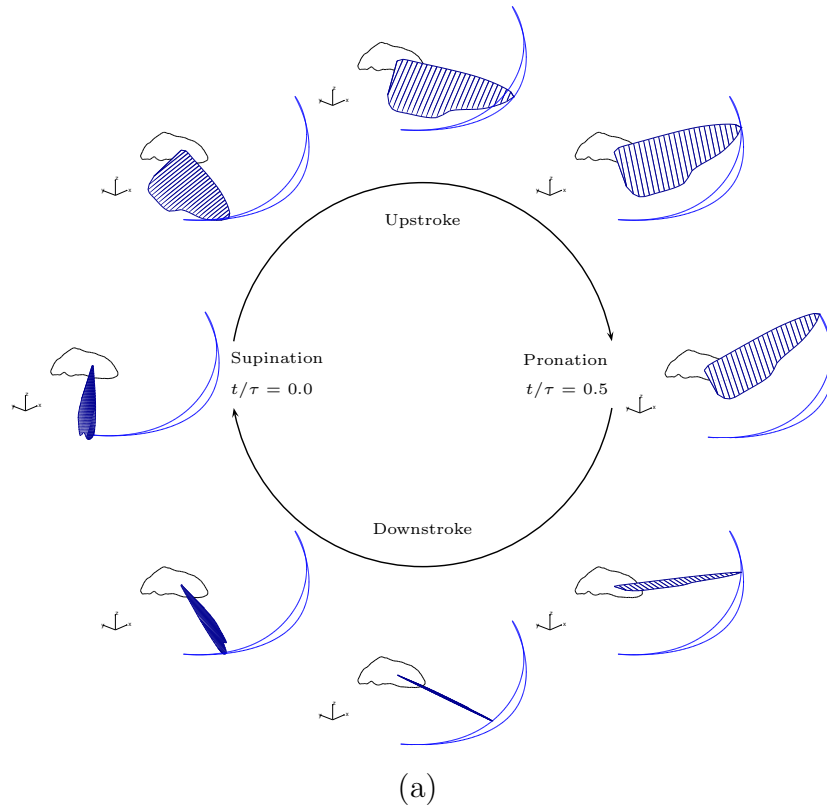 Upstroke
Supination
t/τ = 0.0
Pronation
t/τ = 0.5
Downstroke
(a)